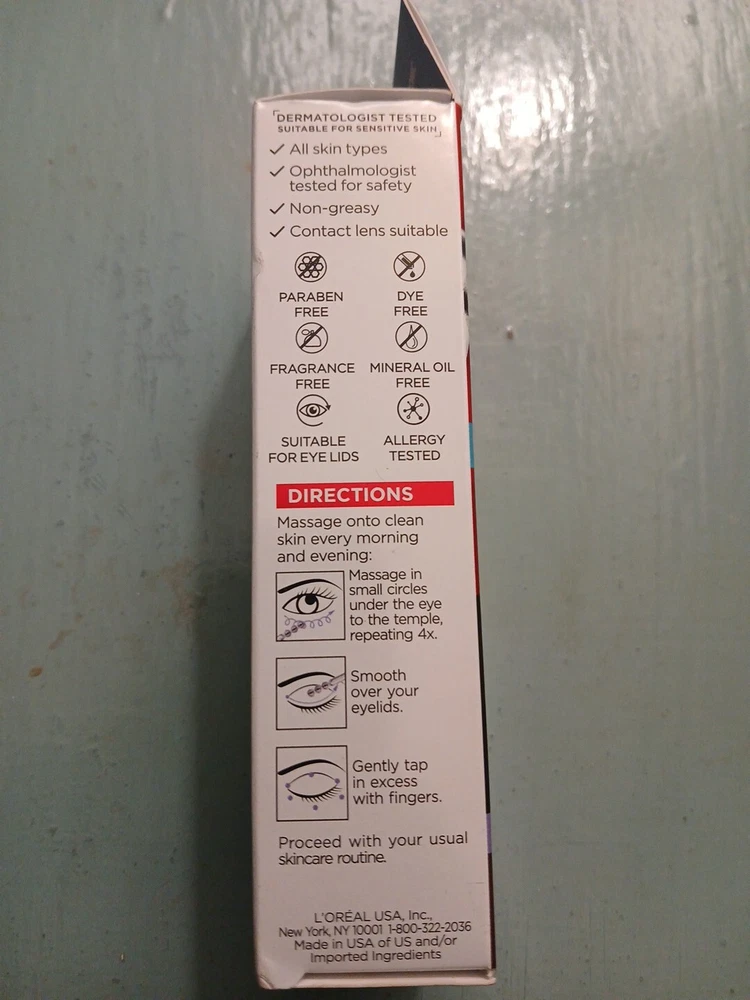 DERMATOLOGIST TESTED
SUITABLE FOR SENSITIVE SKIN
All skin types
Ophthalmologist
tested for safety
Non-greasy
Contact lens suitable
PARABEN
FREE
DYE
FREE
FRAGRANCE
FREE
MINERAL OIL
FREE
SUITABLE
FOR EYE LIDS
ALLERGY
TESTED
DIRECTIONS
Massage onto clean
skin every morning
and evening:
Massage in
small circles
under the eye
to the temple,
repeating 4x.
Smooth
over your
eyelids.
Gently tap
in excess
with fingers.
Proceed with your usual
skincare routine.
L'ORÉAL USA, Inc.,
New York, NY 10001 1-800-322-2036
Made in USA of US and/or
Imported Ingredients